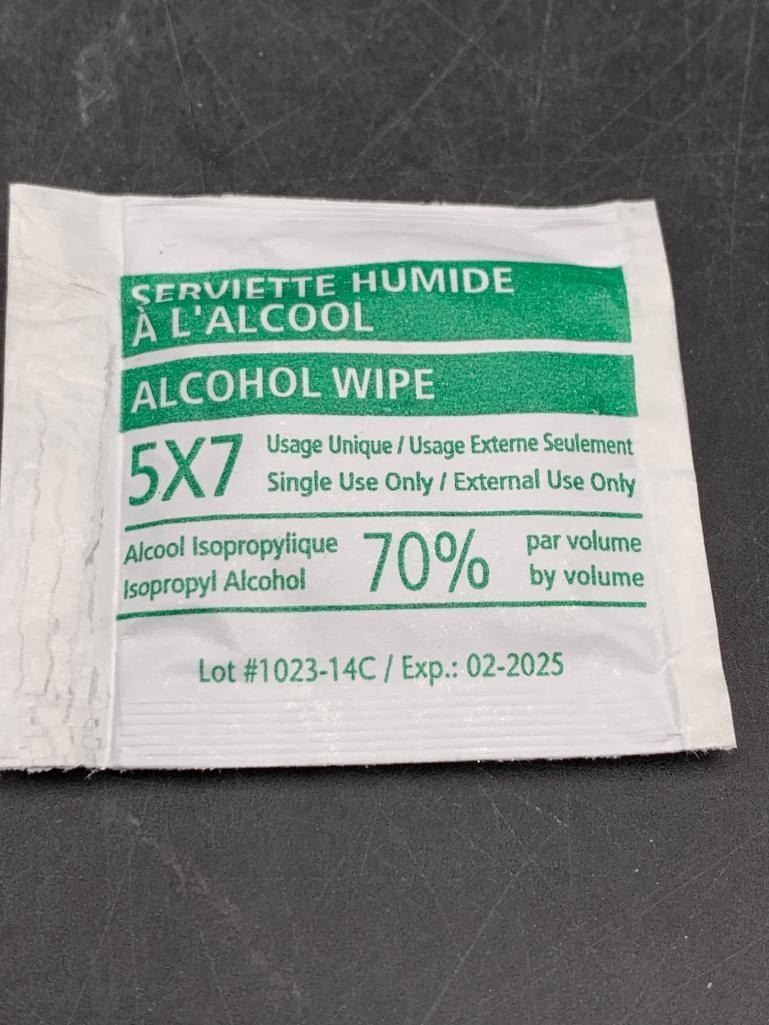 SERVIETTE HUMIDE
À L'ALCOOL
ALCOHOL WIPE
5X7
Usage Unique / Usage Externe Seulement
Single Use Only / External Use Only
Alcool Isopropylique
Isopropyl Alcohol
70%
par volume
by volume
Lot #1023-14C / Exp.: 02-2025